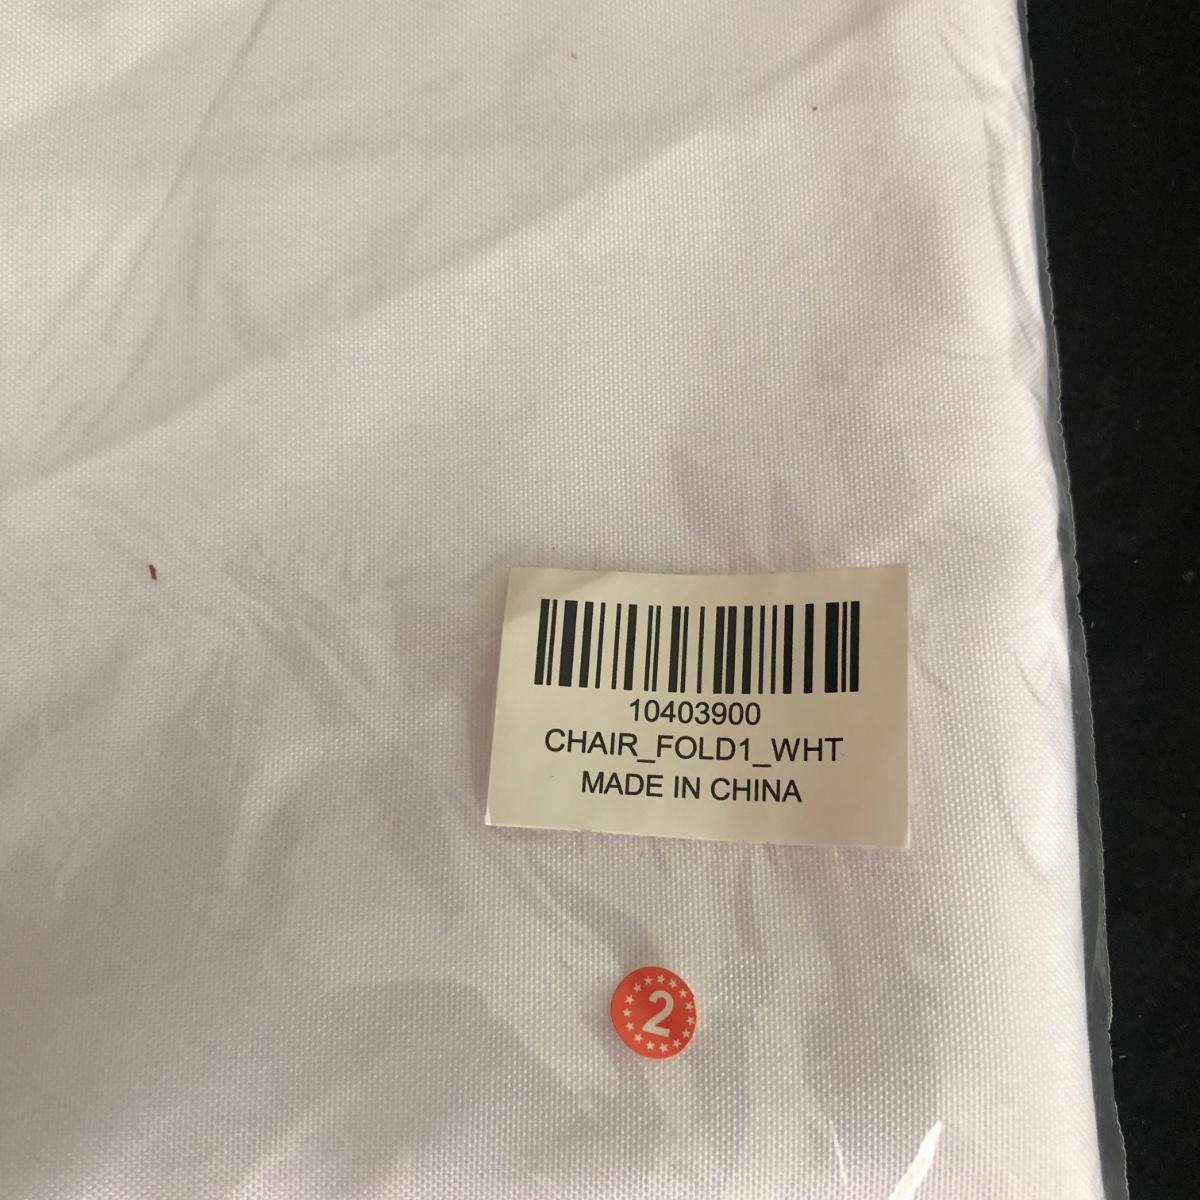 10403900
CHAIR_FOLD1_WHT
MADE IN CHINA
2